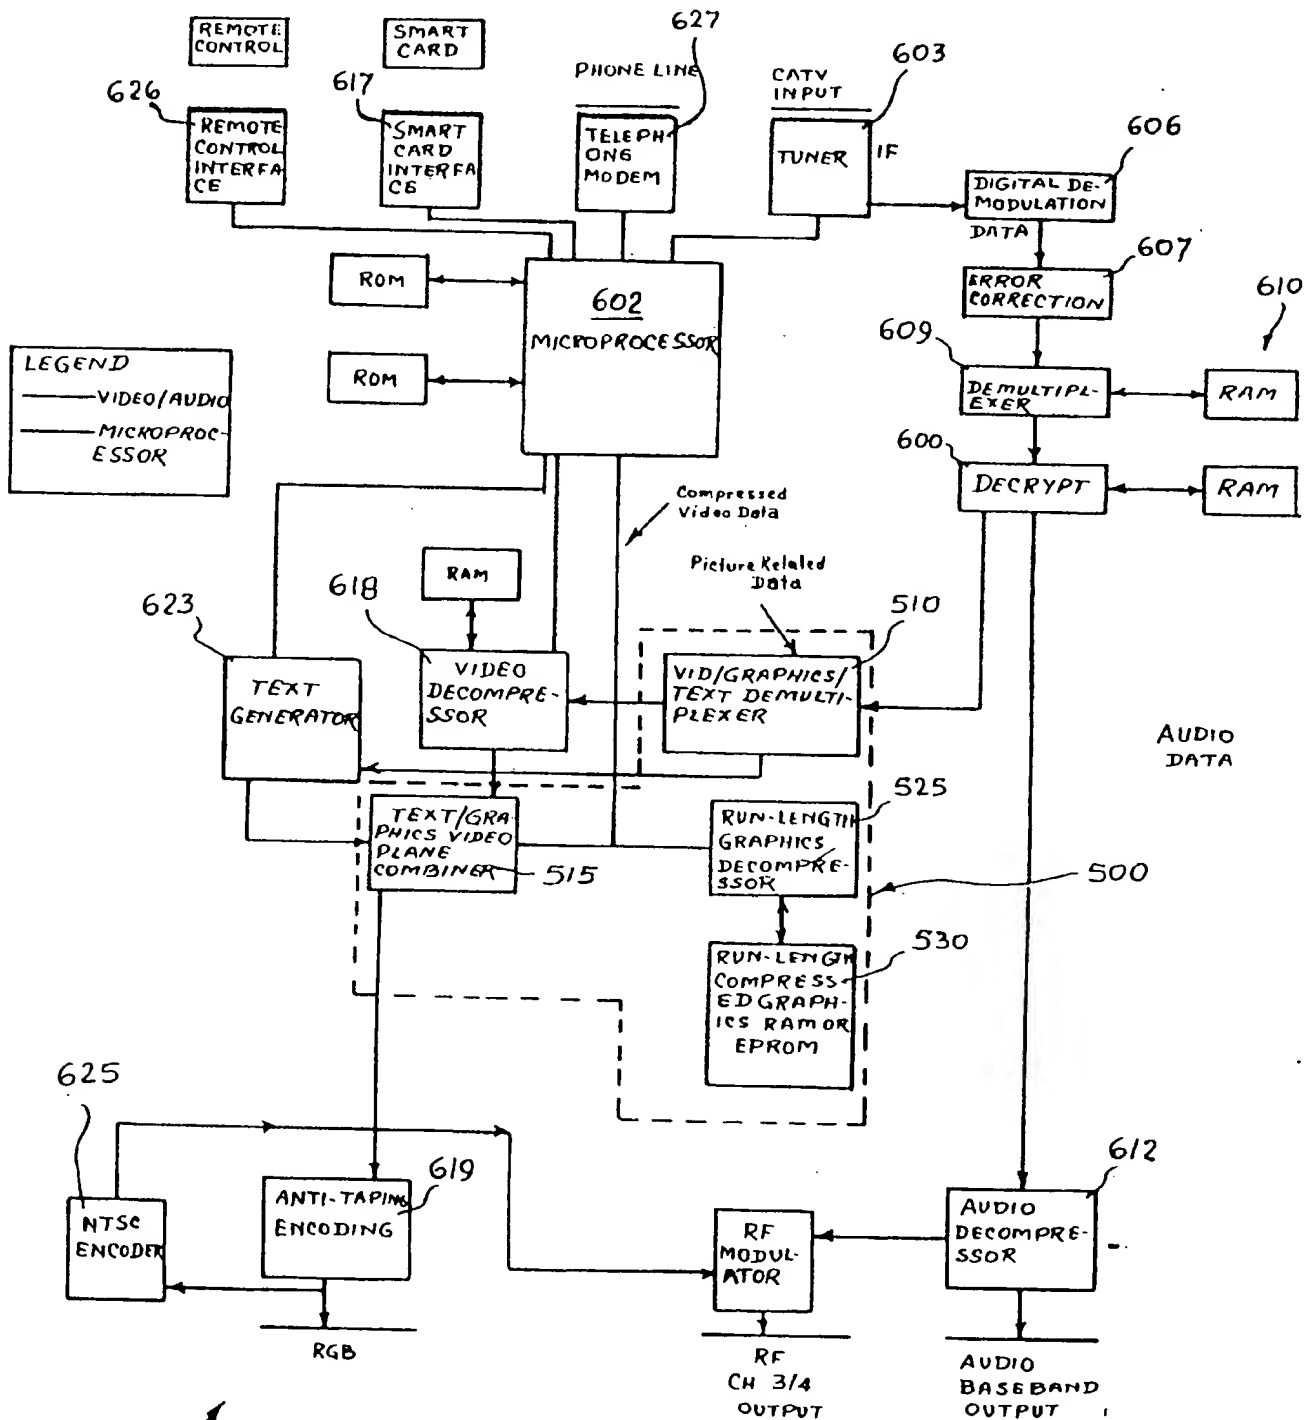 REMOTE
CONTROL
SMART
CARD
627
603
PHONE LINE
CATV
INPUT
626
617
REMOTE
CONTROL
INTERFA
CE
SMART
CARD
INTERFA
CE
TELEPH
ONE
MODEM
TUNER
IF
606
DIGITAL DE-
MODULATION
DATA
607
ROM
602
MICROPROCESSOR
ERROR
CORRECTION
610
609
LEGEND
VIDEO/AUDIO
MICROPROC-
ESSOR
ROM
DEMULTIPL-
EXER
RAM
600
DECRYPT
RAM
Compressed
Video Data
RAM
Picture Related
Data
618
623
510
TEXT
GENERATOR
VIDEO
DECOMPRE-
SSOR
VID/GRAPHICS/
TEXT DEMULTI-
PLEXER
AUDIO
DATA
525
TEXT/GRA-
PHICS VIDEO
PLANE
COMBINER
515
RUN-LENGTH
GRAPHICS
DECOMPRE-
SSOR
500
530
RUN-LENGTH
COMPRESS-
ED GRAPH-
ICS RAM OR
EPROM
625
619
612
NTSC
ENCODER
ANTI-TAPING
ENCODING
RF
MODUL-
ATOR
AUDIO
DECOMPRE-
SSOR
RGB
RF
CH 3/4
OUTPUT
AUDIO
BASEBAND
OUTPUT